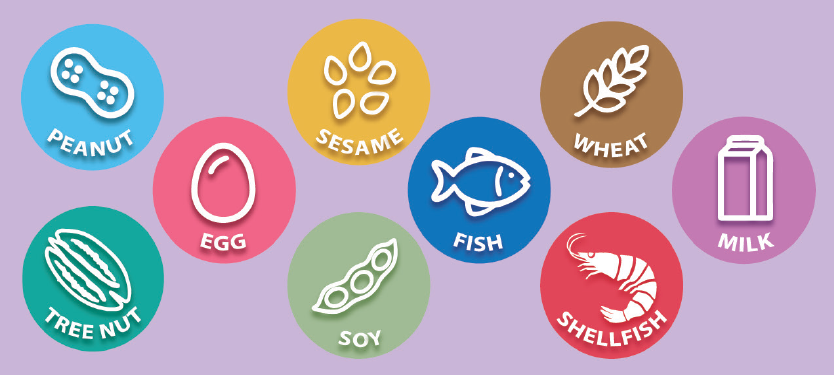 PEANUT
SESAME
WHEAT
EGG
FISH
MILK
TREE NUT
SOY
SHELLFISH